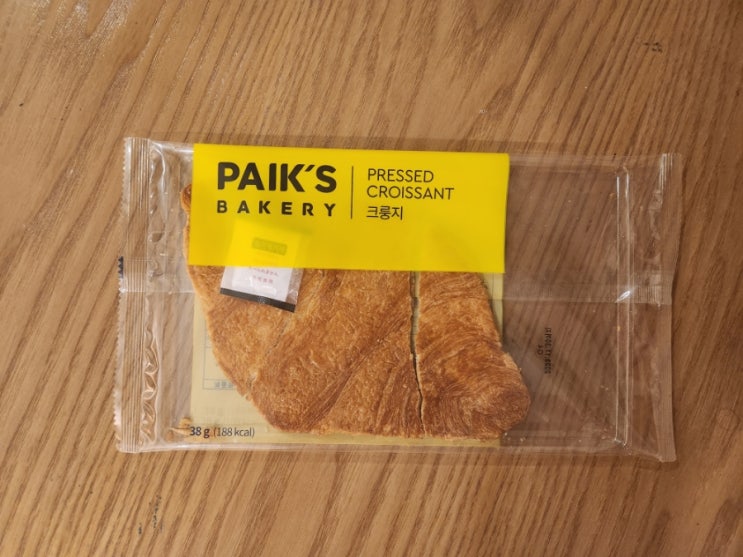 PAIK'S
BAKERY
PRESSED
CROISSANT
크룽지
38 g (188 kcal)